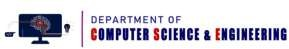 DEPARTMENT OF
COMPUTER SCIENCE & ENGINEERING